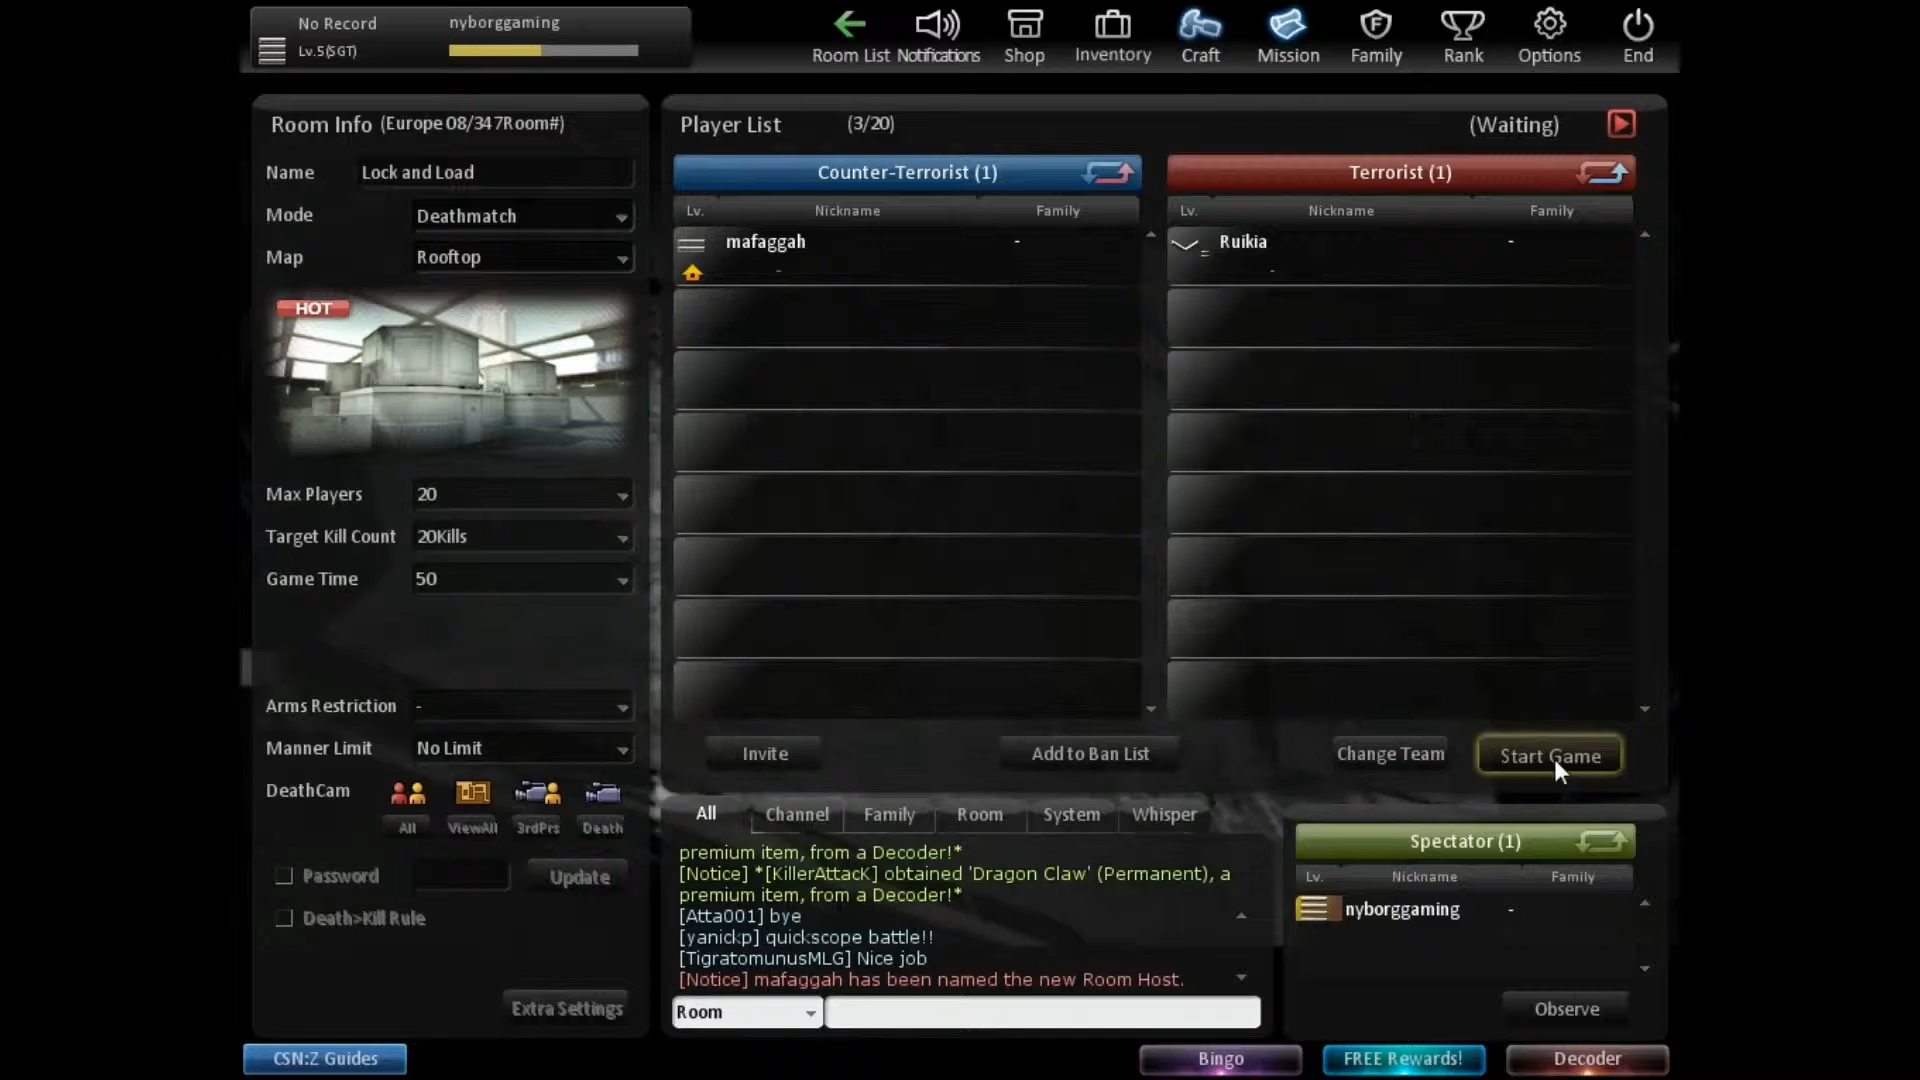 No Record
nyborggaming
Lv.5(SGT)
Room List
Notifications
Shop
Inventory
Craft
Mission
Family
Rank
Options
End
Room Info (Europe 08/347Room#)
Name
Lock and Load
Mode
Deathmatch
Map
Rooftop
HOT
Max Players
20
Target Kill Count
20Kills
Game Time
50
Arms Restriction
-
Manner Limit
No Limit
DeathCam
All
ViewAll
3rdPrs
Death
Password
Update
Death>Kill Rule
Extra Settings
Player List
(3/20)
(Waiting)
Counter-Terrorist (1)
Lv.
Nickname
Family
mafaggah
-
-
Terrorist (1)
Lv.
Nickname
Family
Ruikia
-
-
Invite
Add to Ban List
Change Team
Start Game
All
Channel
Family
Room
System
Whisper
premium item, from a Decoder!*
[Notice] *[KillerAttacK] obtained 'Dragon Claw' (Permanent), a
premium item, from a Decoder!*
[Atta001] bye
[yanickp] quickscope battle!!
[TigratomunusMLG] Nice job
[Notice] mafaggah has been named the new Room Host.
Room
Spectator (1)
Lv.
Nickname
Family
nyborggaming
-
Observe
CSN:Z Guides
Bingo
FREE Rewards!
Decoder